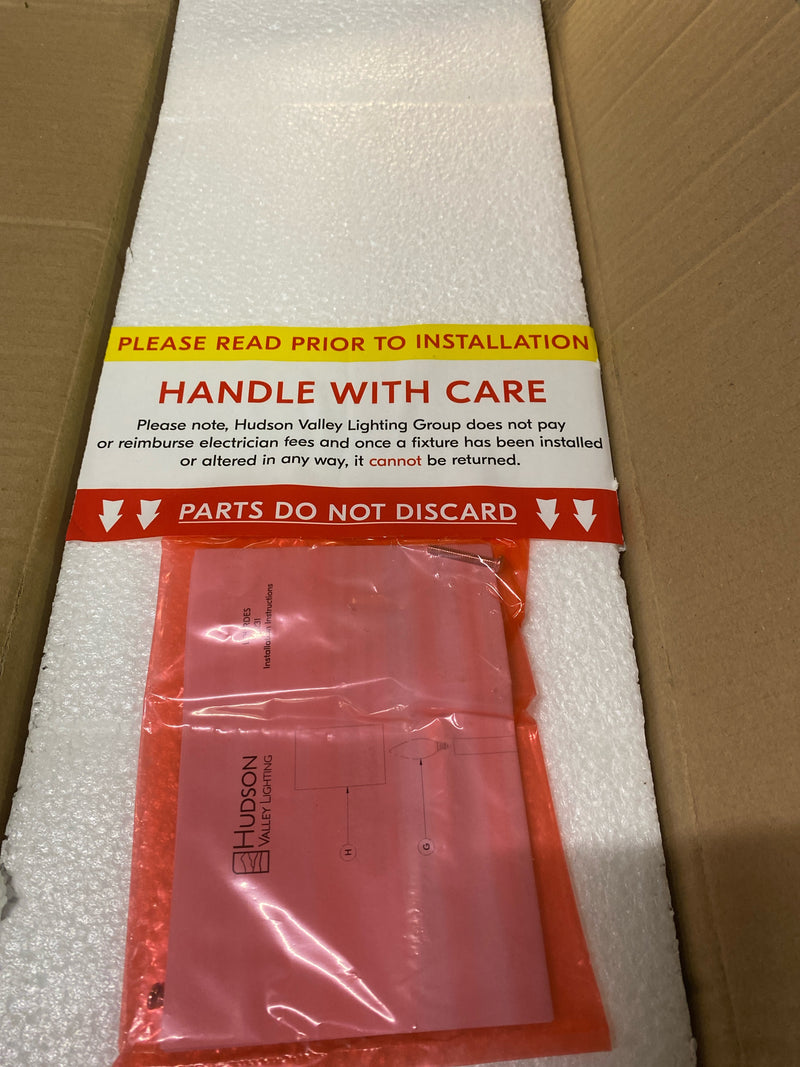 PLEASE READ PRIOR TO INSTALLATION
HANDLE WITH CARE
Please note, Hudson Valley Lighting Group does not pay
or reimburse electrician fees and once a fixture has been installed
or altered in any way, it cannot be returned.
PARTS DO NOT DISCARD
Installation Instructions
HUDSON
VALLEY LIGHTING
H
G